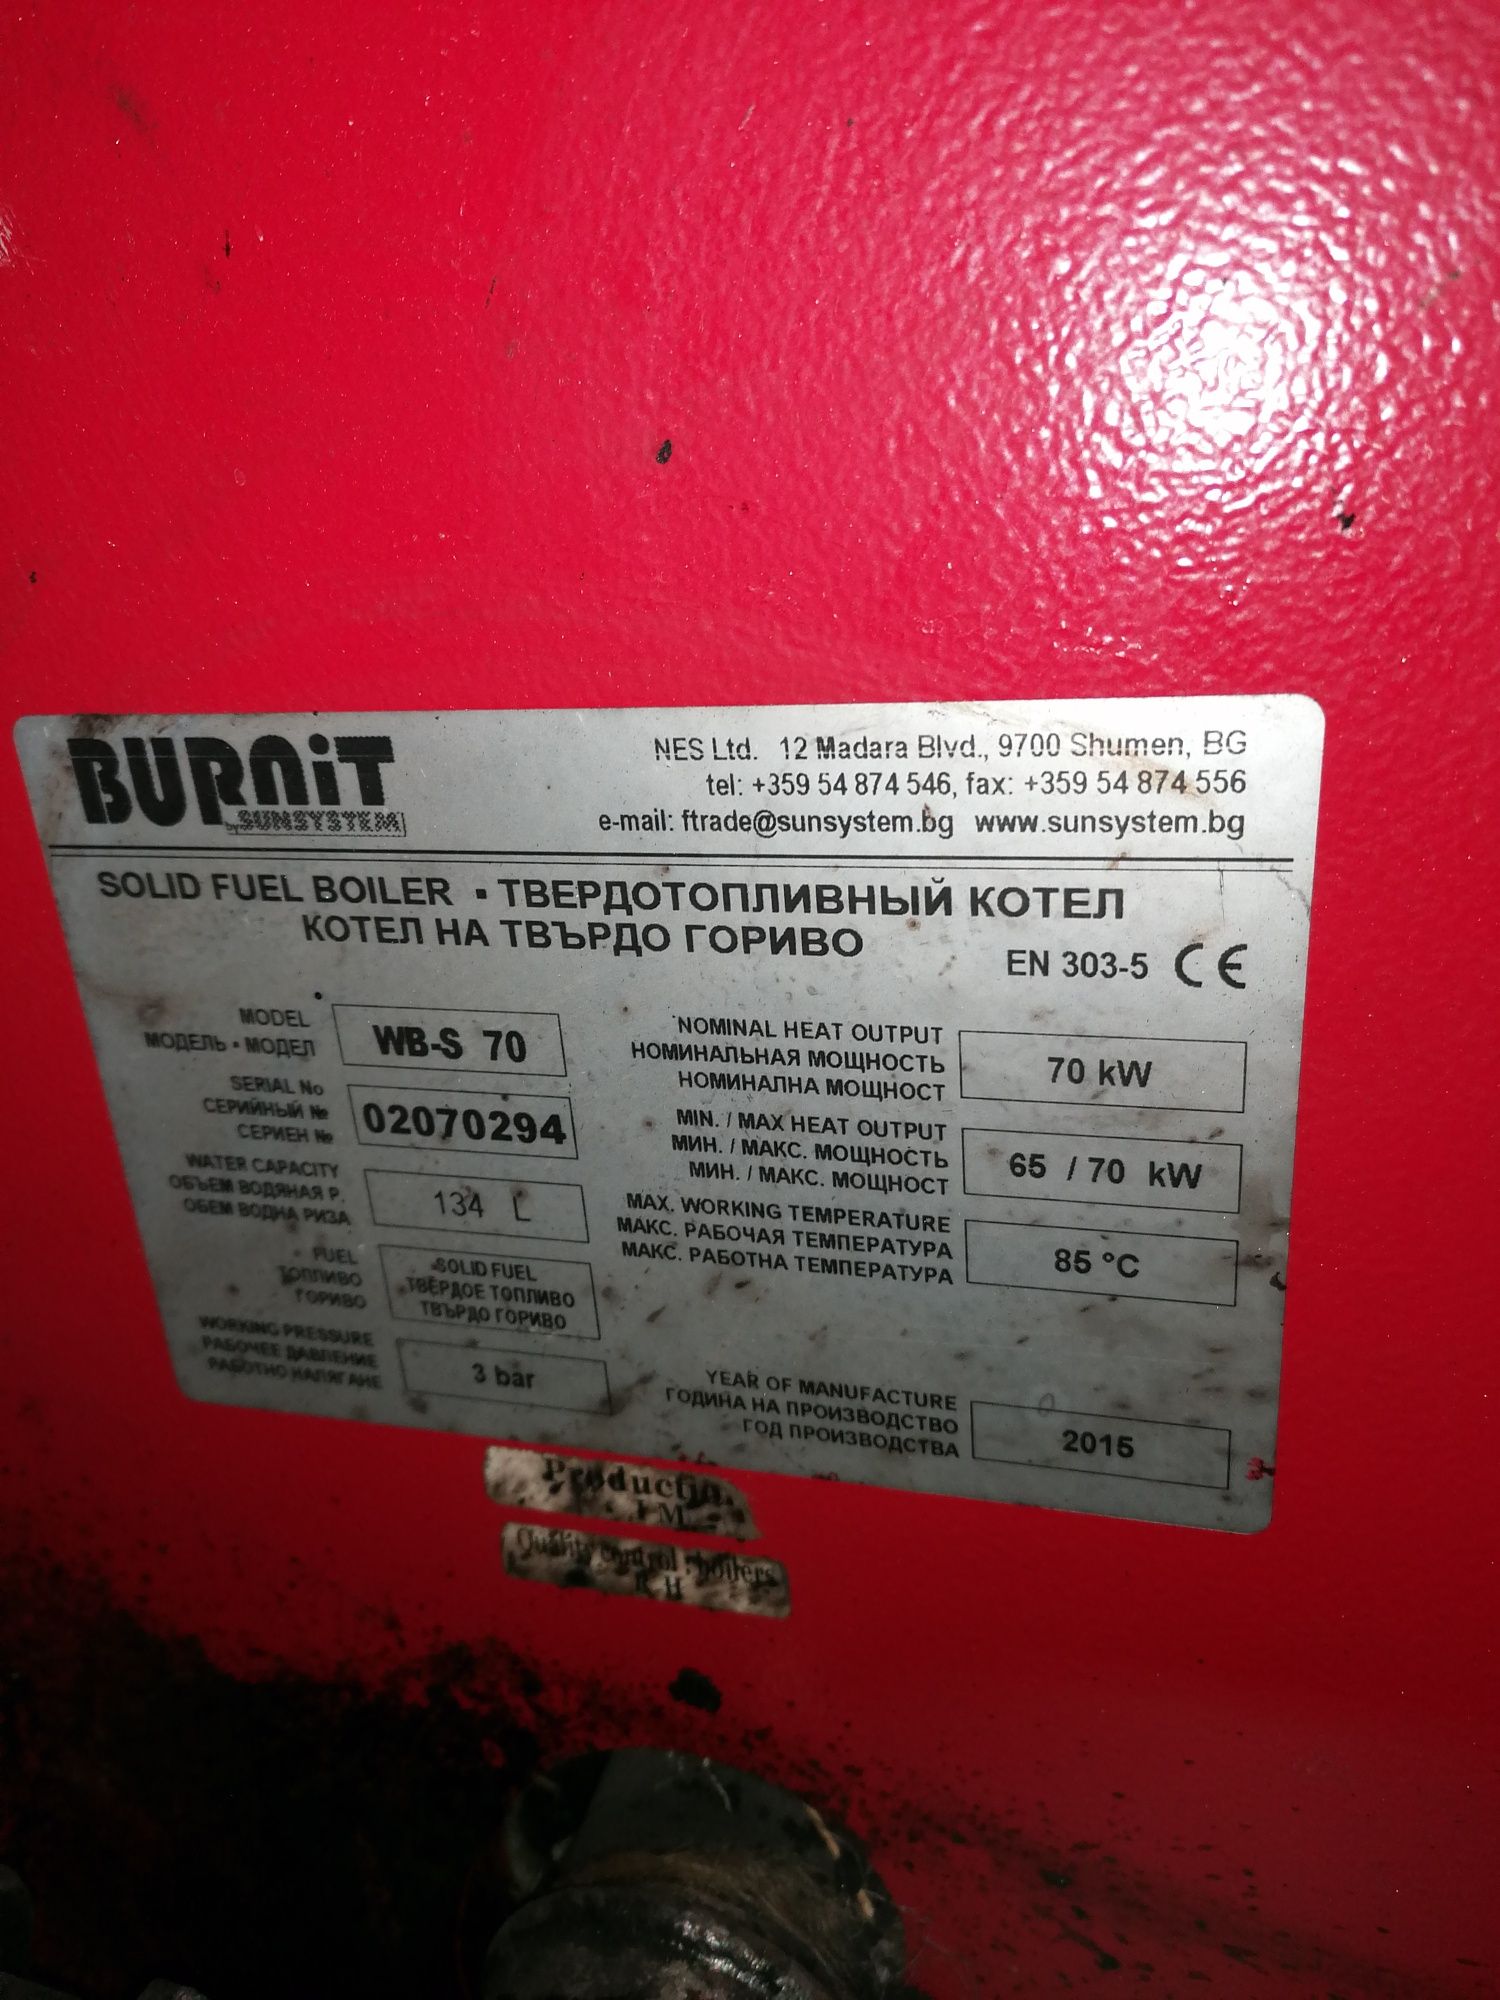 BURNiT
by SUNSYSTEM
NES Ltd. 12 Madara Blvd., 9700 Shumen, BG
tel: +359 54 874 546, fax: +359 54 874 556
e-mail: ftrade@sunsystem.bg www.sunsystem.bg
SOLID FUEL BOILER ▪ ТВЕРДОТОПЛИВНЫЙ КОТЕЛ
КОТЕЛ НА ТВЪРДО ГОРИВО
EN 303-5 CE
MODEL
МОДЕЛЬ • МОДЕЛ
WB-S 70
SERIAL No
СЕРИЙНЫЙ №
СЕРИЕН №
02070294
WATER CAPACITY
ОБЪЕМ ВОДЯНАЯ Р.
ОБЕМ ВОДНА РИЗА
134 L
FUEL
ТОПЛИВО
ГОРИВО
SOLID FUEL
ТВЕРДОЕ ТОПЛИВО
ТВЪРДО ГОРИВО
WORKING PRESSURE
РАБОЧЕЕ ДАВЛЕНИЕ
РАБОТНО НАЛЯГАНЕ
3 bar
NOMINAL HEAT OUTPUT
НОМИНАЛЬНАЯ МОЩНОСТЬ
НОМИНАЛНА МОЩНОСТ
70 kW
MIN. / MAX HEAT OUTPUT
МИН. / МАКС. МОЩНОСТЬ
МИН. / МАКС. МОЩНОСТ
65 / 70 kW
MAX. WORKING TEMPERATURE
МАКС. РАБОЧАЯ ТЕМПЕРАТУРА
МАКС. РАБОТНА ТЕМПЕРАТУРА
85 °C
YEAR OF MANUFACTURE
ГОДИНА НА ПРОИЗВОДСТВО
ГОД ПРОИЗВОДСТВА
2015
Quality control : boilers